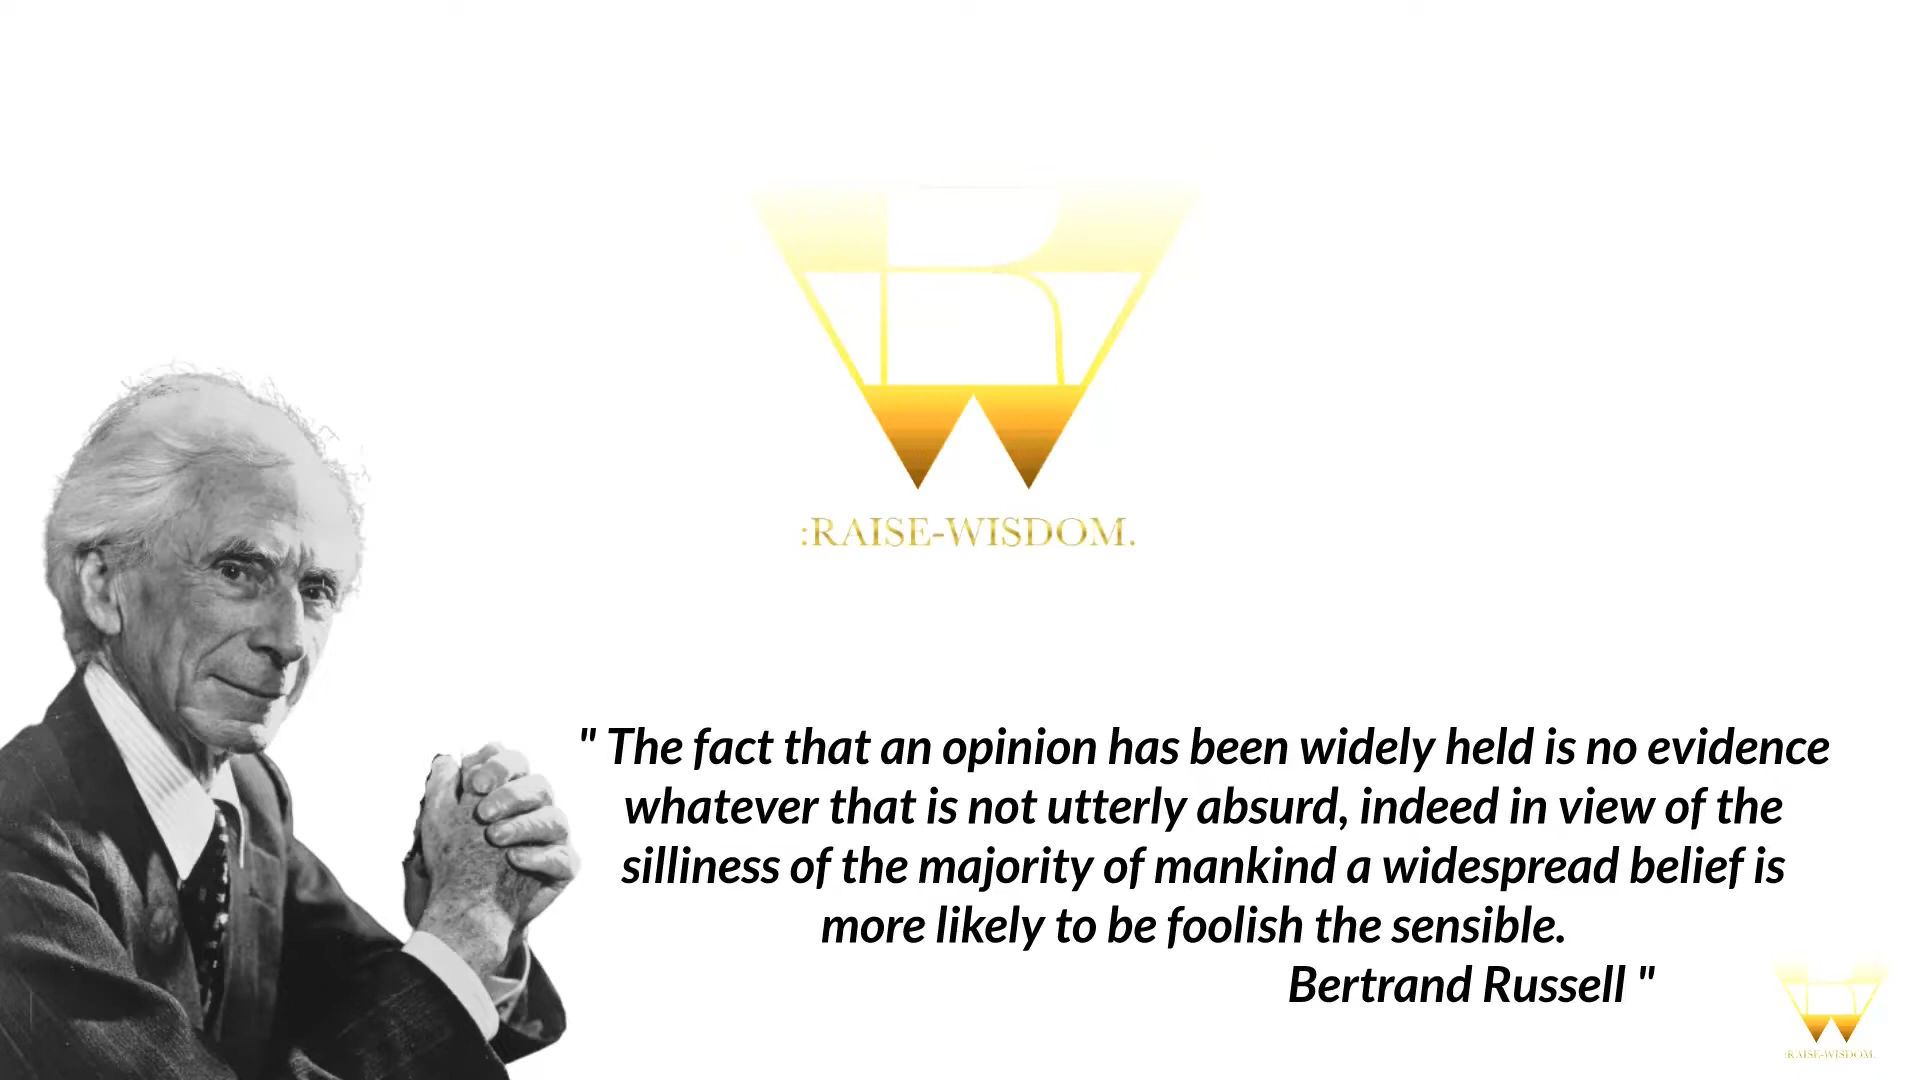 :RAISE-WISDOM.
" The fact that an opinion has been widely held is no evidence
whatever that is not utterly absurd, indeed in view of the
silliness of the majority of mankind a widespread belief is
more likely to be foolish the sensible.
Bertrand Russell "
:RAISE-WISDOM.